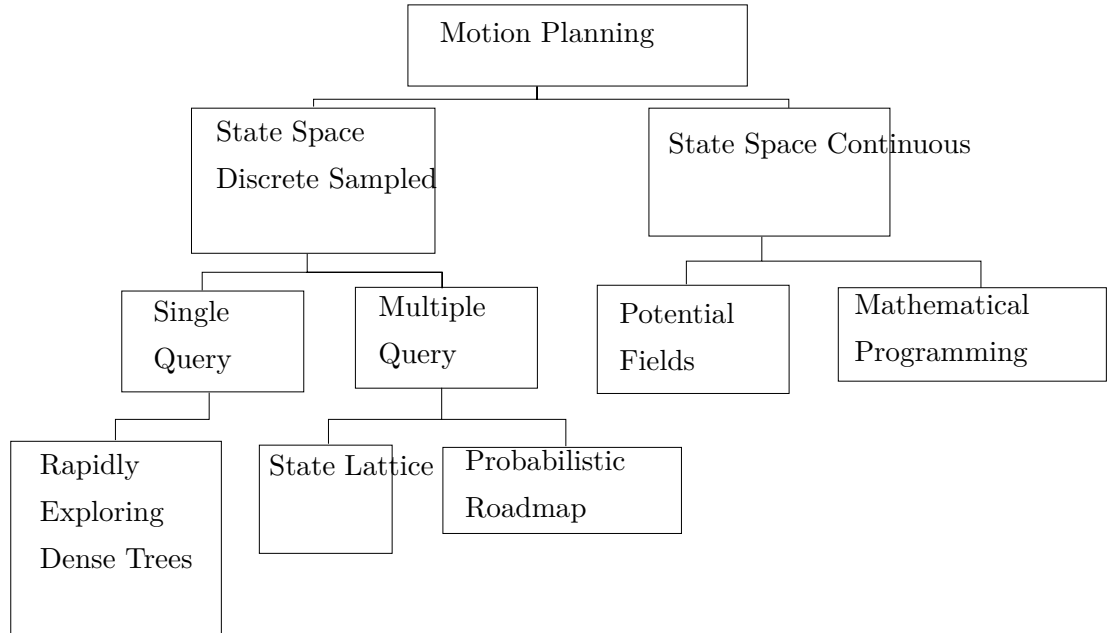 Motion Planning
State Space
Discrete Sampled
State Space Continuous
Single
Query
Multiple
Query
Potential
Fields
Mathematical
Programming
Rapidly
Exploring
Dense Trees
State Lattice
Probabilistic
Roadmap